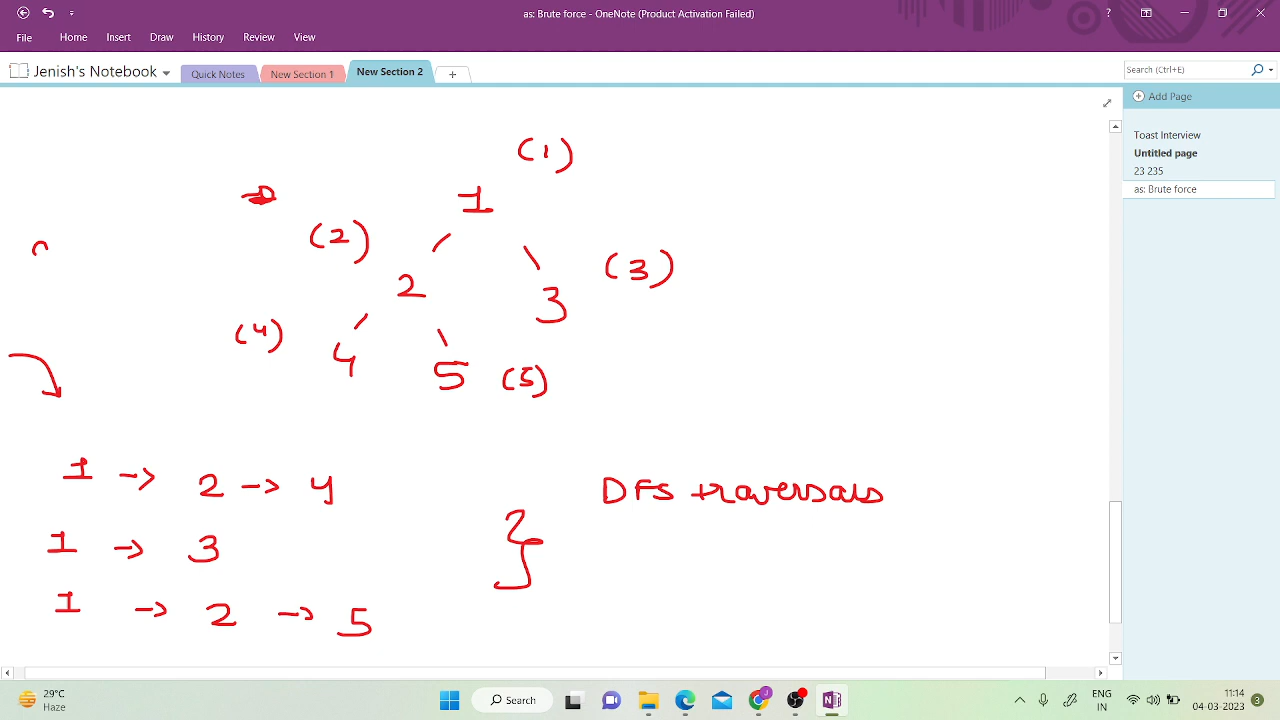 as: Brute force - OneNote (Product Activation Failed)
?
File Home Insert Draw History Review View
Jenish's Notebook Quick Notes New Section 1 New Section 2 +
Search (Ctrl+E)
Add Page
Toast Interview
Untitled page
23 235
as: Brute force
(1)
1
(2)
(3)
2
3
(4)
4
5 (5)
1 -> 2 -> 4
1 -> 3
1 -> 2 -> 5
}
DFS traversals
29°C
Haze
Search
ENG
IN
11:14
04-03-2023
3